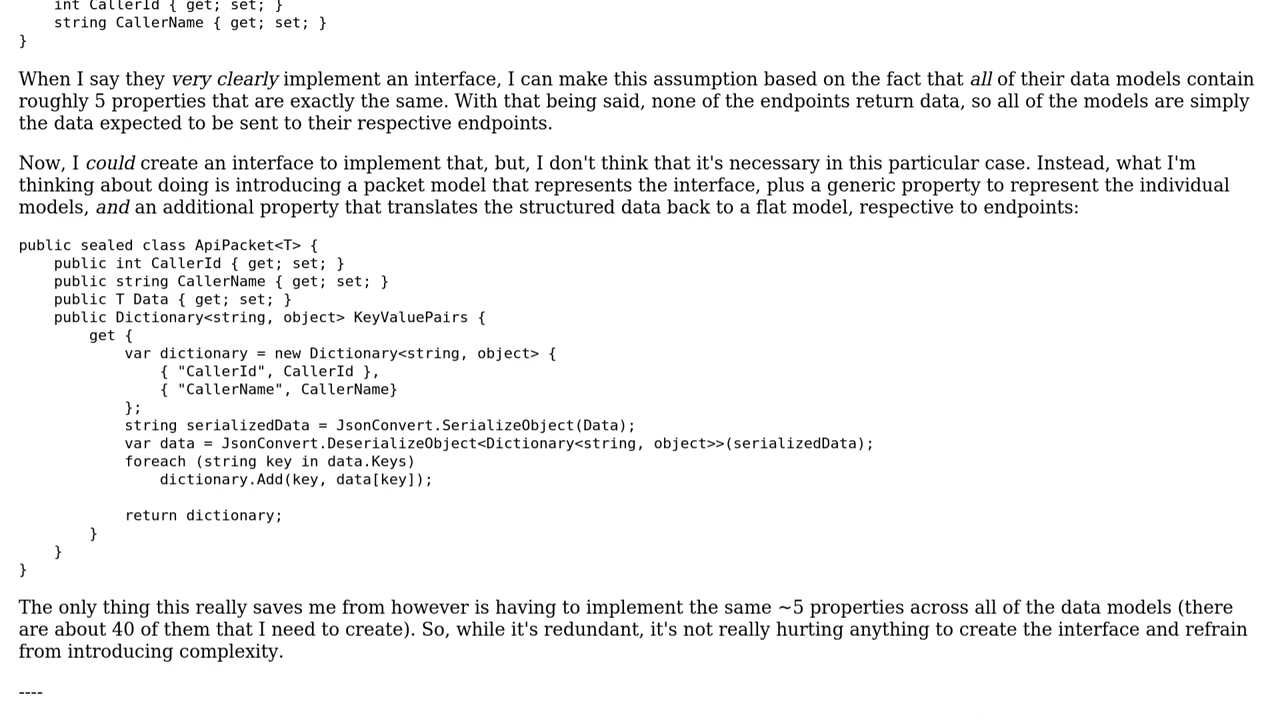 int CallerId { get; set; }
string CallerName { get; set; }
}
When I say they very clearly implement an interface, I can make this assumption based on the fact that all of their data models contain
roughly 5 properties that are exactly the same. With that being said, none of the endpoints return data, so all of the models are simply
the data expected to be sent to their respective endpoints.
Now, I could create an interface to implement that, but, I don't think that it's necessary in this particular case. Instead, what I'm
thinking about doing is introducing a packet model that represents the interface, plus a generic property to represent the individual
models, and an additional property that translates the structured data back to a flat model, respective to endpoints:
public sealed class ApiPacket<T> {
    public int CallerId { get; set; }
    public string CallerName { get; set; }
    public T Data { get; set; }
    public Dictionary<string, object> KeyValuePairs {
        get {
            var dictionary = new Dictionary<string, object> {
                { "CallerId", CallerId },
                { "CallerName", CallerName}
            };
            string serializedData = JsonConvert.SerializeObject(Data);
            var data = JsonConvert.DeserializeObject<Dictionary<string, object>>(serializedData);
            foreach (string key in data.Keys)
                dictionary.Add(key, data[key]);
            return dictionary;
        }
    }
}
The only thing this really saves me from however is having to implement the same ~5 properties across all of the data models (there
are about 40 of them that I need to create). So, while it's redundant, it's not really hurting anything to create the interface and refrain
from introducing complexity.
----